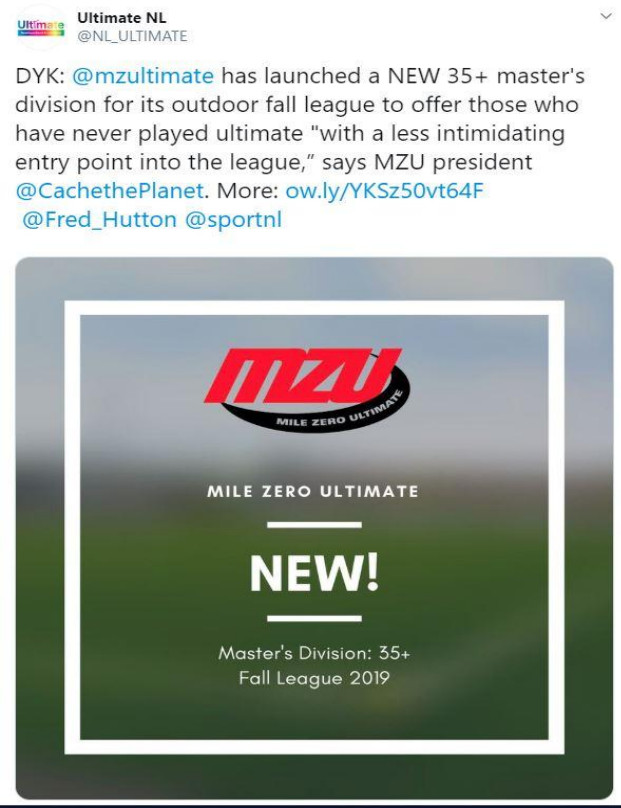 Ultimate
Ultimate NL
@NL_ULTIMATE
DYK: @mzultimate has launched a NEW 35+ master's
division for its outdoor fall league to offer those who
have never played ultimate "with a less intimidating
entry point into the league,” says MZU president
@CachethePlanet. More: ow.ly/YKSz50vt64F
@Fred_Hutton @sportnl
MZU
MILE ZERO ULTIMATE
MILE ZERO ULTIMATE
NEW!
Master's Division: 35+
Fall League 2019